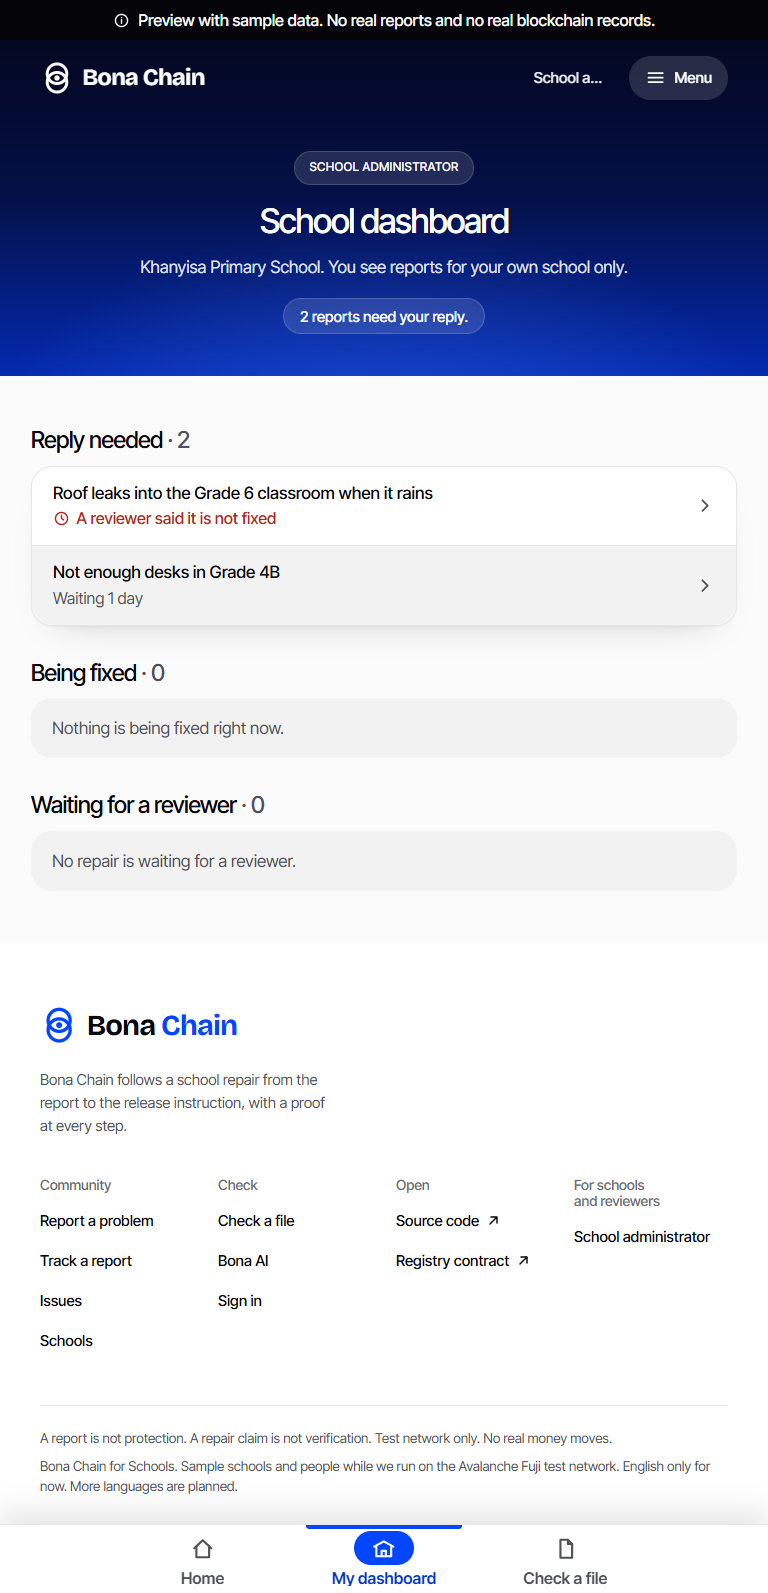 Preview with sample data. No real reports and no real blockchain records.
Bona Chain
School a...
Menu
SCHOOL ADMINISTRATOR
School dashboard
Khanyisa Primary School. You see reports for your own school only.
2 reports need your reply.
Reply needed · 2
Roof leaks into the Grade 6 classroom when it rains
A reviewer said it is not fixed
Not enough desks in Grade 4B
Waiting 1 day
Being fixed · 0
Nothing is being fixed right now.
Waiting for a reviewer · 0
No repair is waiting for a reviewer.
Bona Chain
Bona Chain follows a school repair from the
report to the release instruction, with a proof
at every step.
Community
Report a problem
Track a report
Issues
Schools
Check
Check a file
Bona AI
Sign in
Open
Source code
Registry contract
For schools
and reviewers
School administrator
A report is not protection. A repair claim is not verification. Test network only. No real money moves.
Bona Chain for Schools. Sample schools and people while we run on the Avalanche Fuji test network. English only for
now. More languages are planned.
Home
My dashboard
Check a file